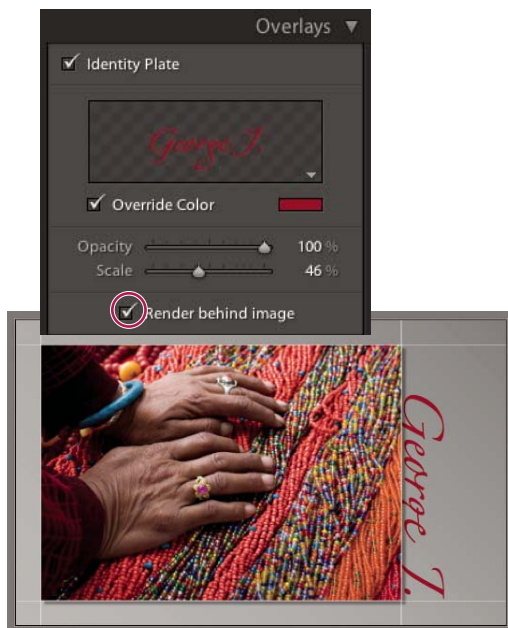 Overlays
Identity Plate
George J.
Override Color
Opacity 100 %
Scale 46 %
Render behind image
George J.